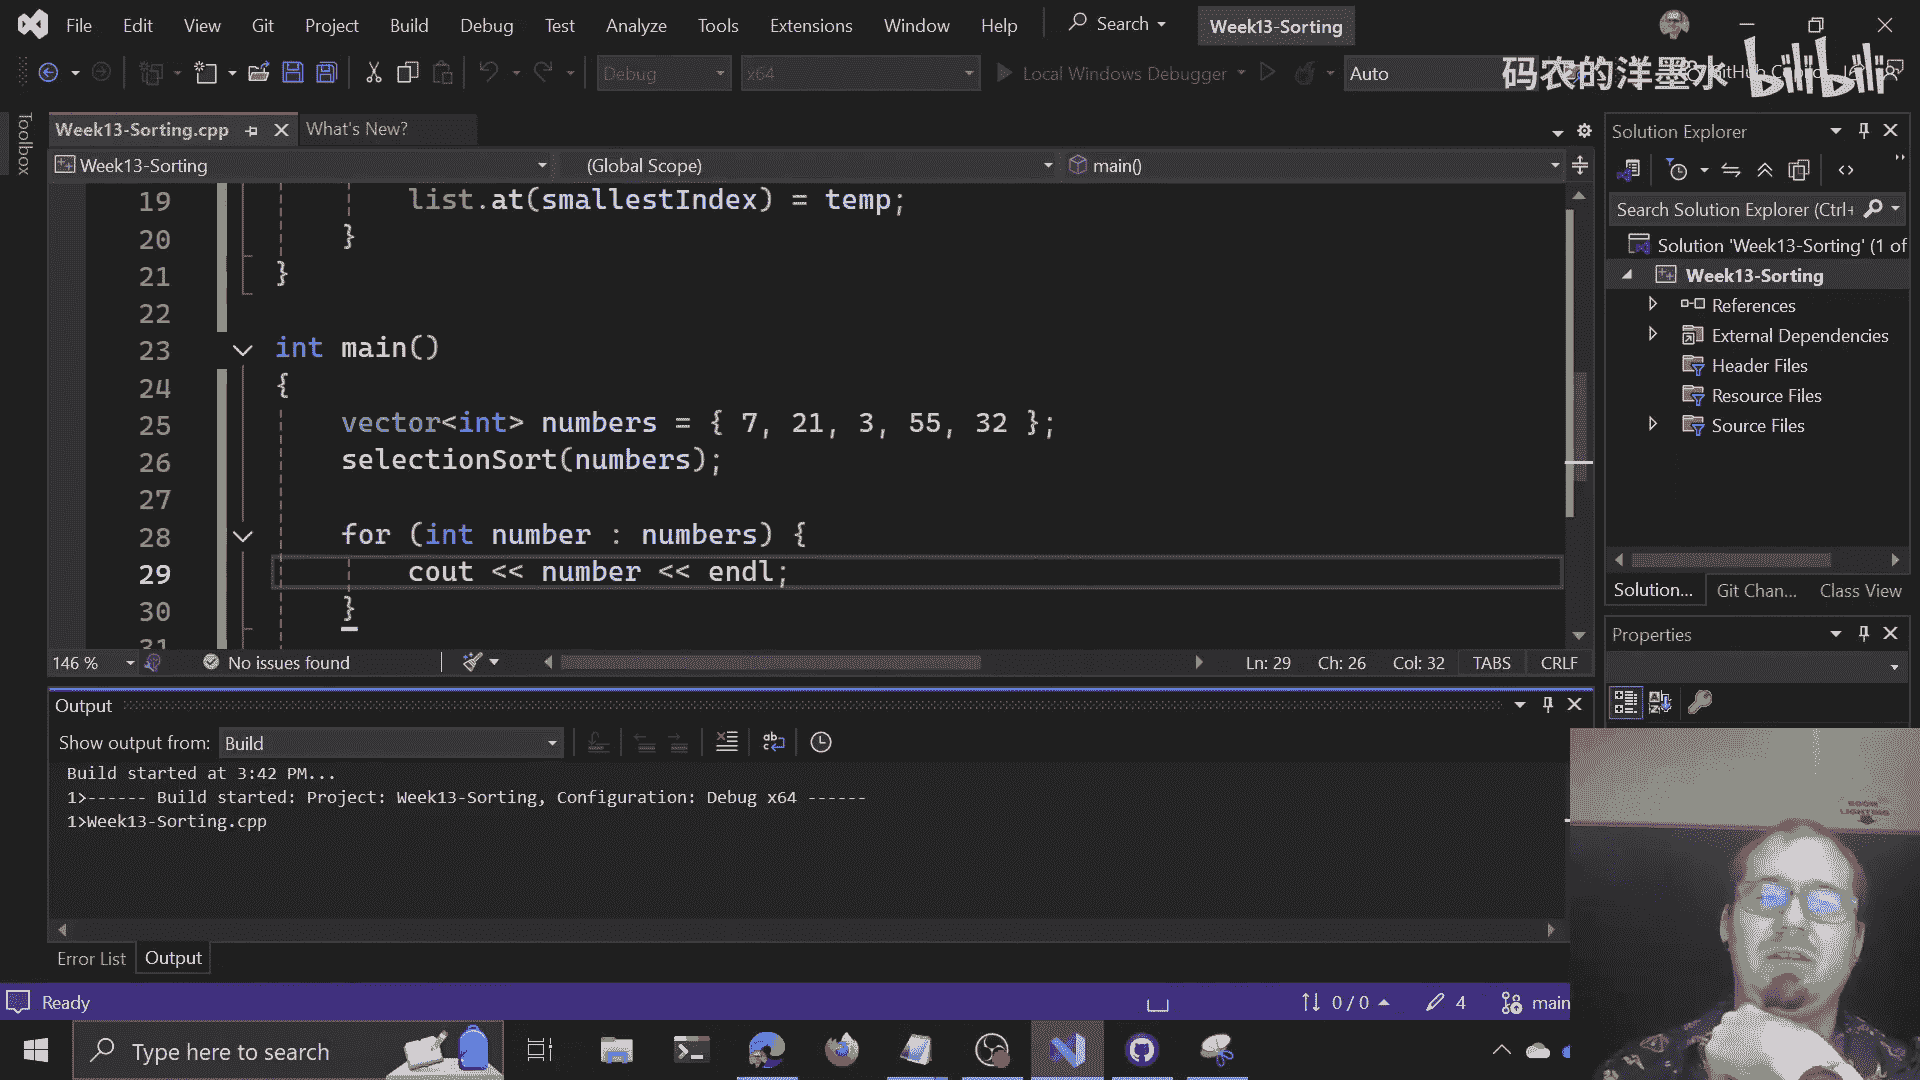 File Edit View Git Project Build Debug Test Analyze Tools Extensions Window Help Search Week13-Sorting
Debug x64 Local Windows Debugger Auto
码农的洋墨水 bilibili
Toolbox
Week13-Sorting.cpp What's New?
Week13-Sorting (Global Scope) main()
19 list.at(smallestIndex) = temp;
20 }
21 }
22
23 int main()
24 {
25 vector<int> numbers = { 7, 21, 3, 55, 32 };
26 selectionSort(numbers);
27
28 for (int number : numbers) {
29 cout << number << endl;
30 }
31
146 % No issues found Ln: 29 Ch: 26 Col: 32 TABS CRLF
Output
Show output from: Build
Build started at 3:42 PM...
1>------ Build started: Project: Week13-Sorting, Configuration: Debug x64 ------
1>Week13-Sorting.cpp
Error List Output
Solution Explorer
Search Solution Explorer (Ctrl+
Solution 'Week13-Sorting' (1 of
Week13-Sorting
References
External Dependencies
Header Files
Resource Files
Source Files
Solution... Git Chan... Class View
Properties
Ready 0 / 0 4 main
Type here to search